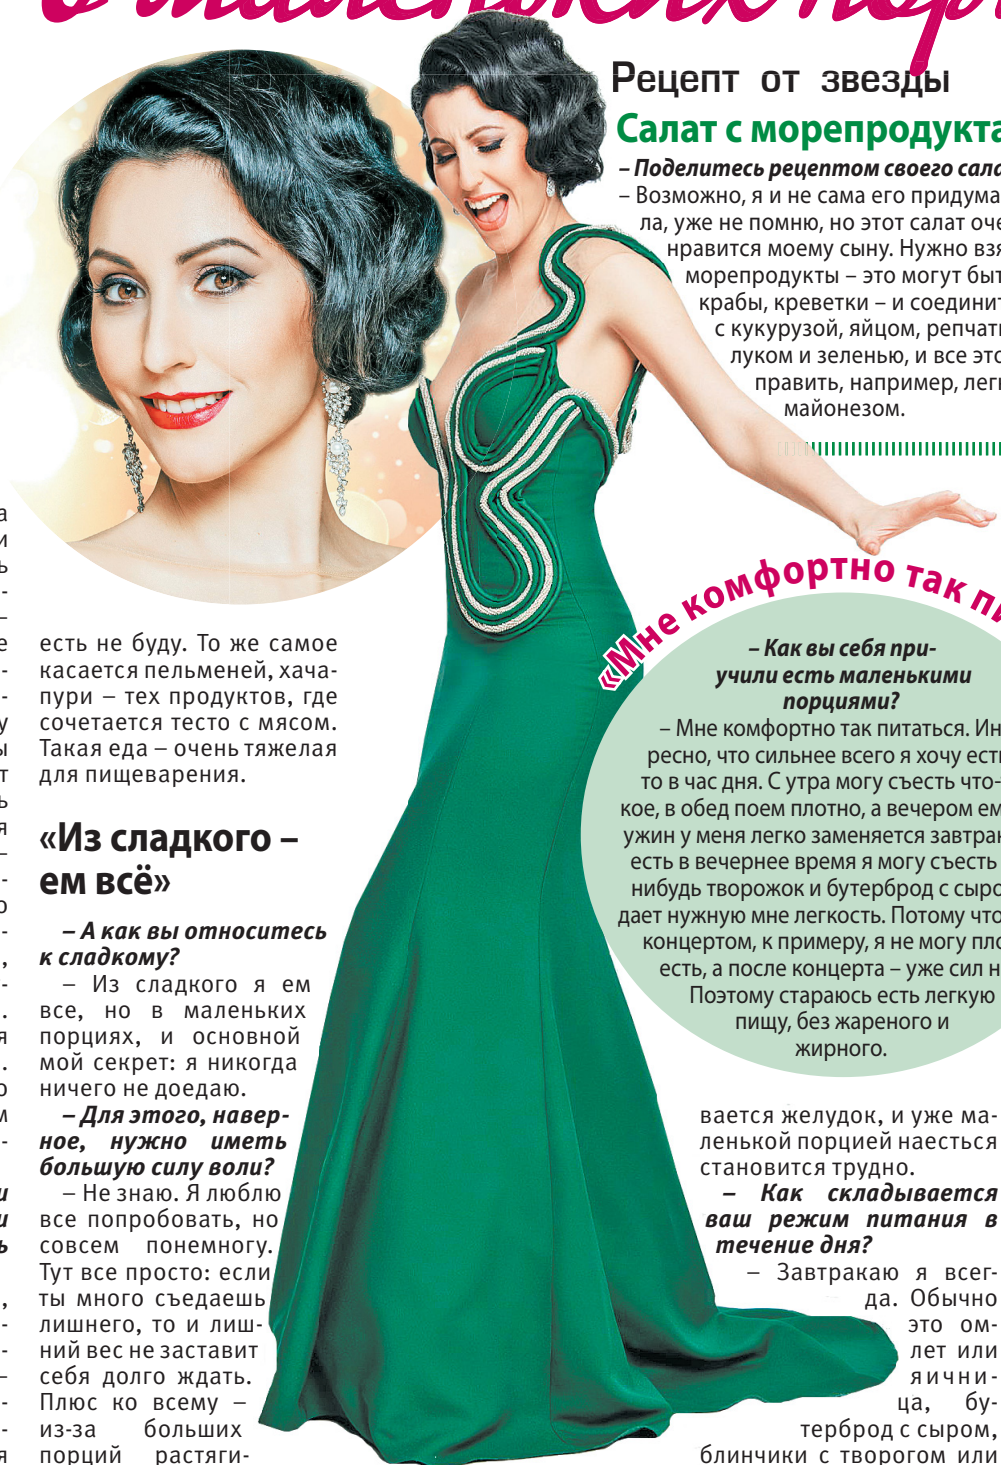 в маленьких пор
Рецепт от звезды
Салат с морепродукта
– Поделитесь рецептом своего сала
– Возможно, я и не сама его придума-
ла, уже не помню, но этот салат оче
нравится моему сыну. Нужно взя
морепродукты – это могут быт
крабы, креветки – и соединит
с кукурузой, яйцом, репчаты
луком и зеленью, и все это
править, например, легк
майонезом.
есть не буду. То же самое
касается пельменей, хача-
пури – тех продуктов, где
сочетается тесто с мясом.
Такая еда – очень тяжелая
для пищеварения.
«Из сладкого –
ем всё»
– А как вы относитесь
к сладкому?
– Из сладкого я ем
все, но в маленьких
порциях, и основной
мой секрет: я никогда
ничего не доедаю.
– Для этого, навер-
ное, нужно иметь
большую силу воли?
– Не знаю. Я люблю
все попробовать, но
совсем понемногу.
Тут все просто: если
ты много съедаешь
лишнего, то и лиш-
ний вес не заставит
себя долго ждать.
Плюс ко всему –
из-за больших
порций растяги-
«Мне комфортно так пи
– Как вы себя при-
учили есть маленькими
порциями?
– Мне комфортно так питаться. Ин
ресно, что сильнее всего я хочу есть
то в час дня. С утра могу съесть что-
кое, в обед поем плотно, а вечером ем
ужин у меня легко заменяется завтрак
есть в вечернее время я могу съесть
нибудь творожок и бутерброд с сыро
дает нужную мне легкость. Потому что
концертом, к примеру, я не могу пло
есть, а после концерта – уже сил н
Поэтому стараюсь есть легкую
пищу, без жареного и
жирного.
вается желудок, и уже ма-
ленькой порцией наесться
становится трудно.
– Как складывается
ваш режим питания в
течение дня?
– Завтракаю я всег-
да. Обычно
это ом-
лет или
яични-
ца, бу-
терброд с сыром,
блинчики с творогом или